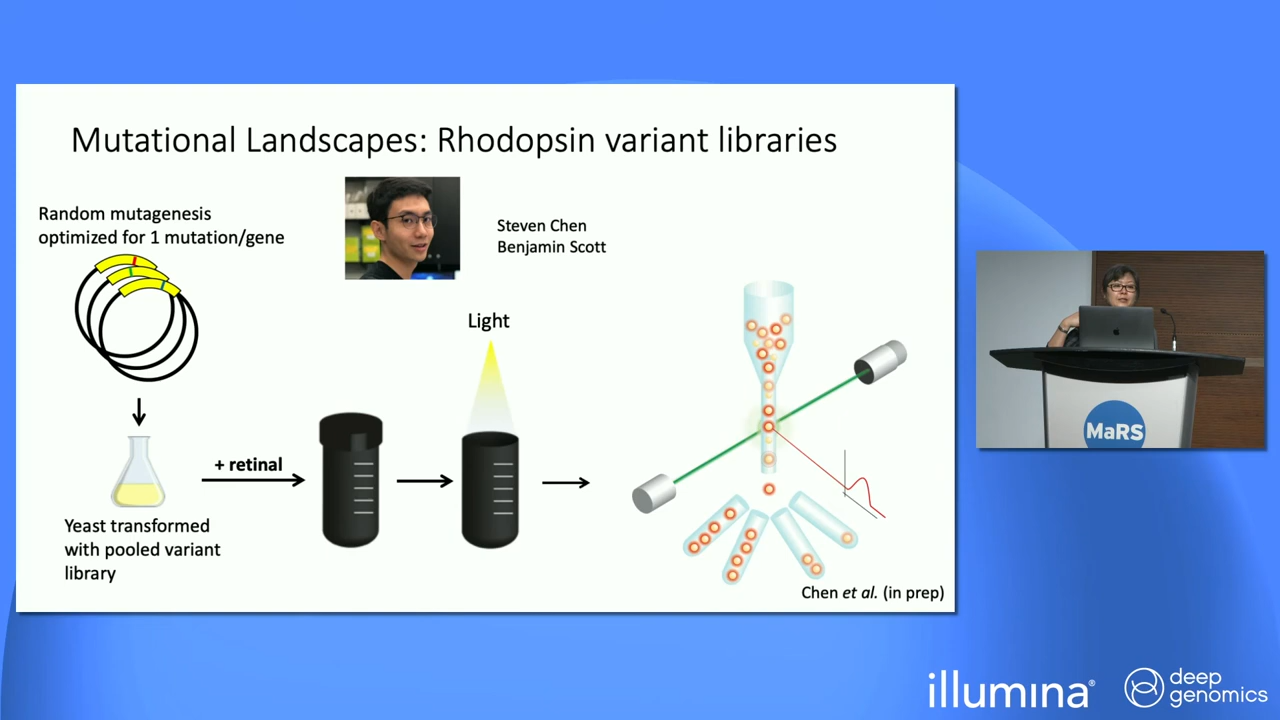 Mutational Landscapes: Rhodopsin variant libraries
Random mutagenesis
optimized for 1 mutation/gene
Steven Chen
Benjamin Scott
Light
+ retinal
Yeast transformed
with pooled variant
library
Chen et al. (in prep)
MaRS
illumina®
deep
genomics